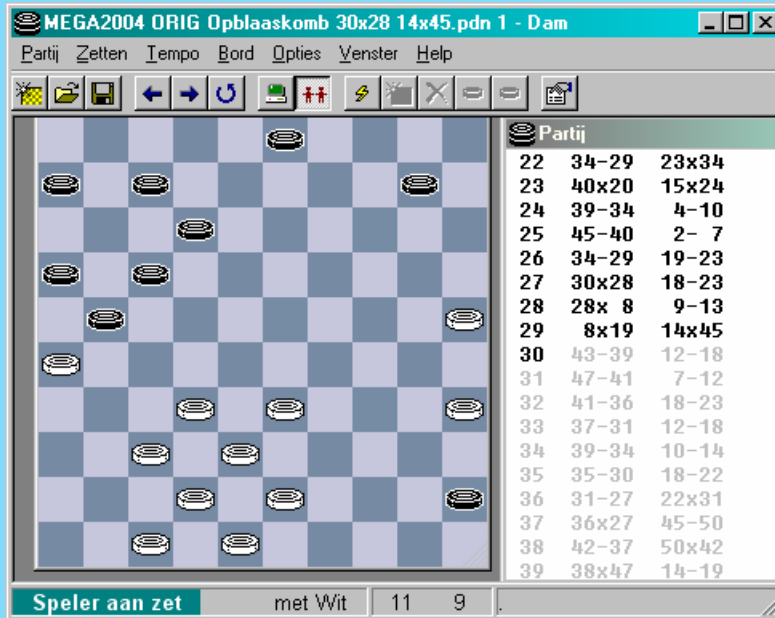 MEGA2004 ORIG Opblaaskomb 30x28 14x45.pdn 1 - Dam
Partij Zetten Tempo Bord Opties Venster Help
Partij
22 34-29 23x34
23 40x20 15x24
24 39-34 4-10
25 45-40 2- 7
26 34-29 19-23
27 30x28 18-23
28 28x 8 9-13
29 8x19 14x45
30 43-39 12-18
31 47-41 7-12
32 41-36 18-23
33 37-31 12-18
34 39-34 10-14
35 35-30 18-22
36 31-27 22x31
37 36x27 45-50
38 42-37 50x42
39 38x47 14-19
Speler aan zet met Wit 11 9 .